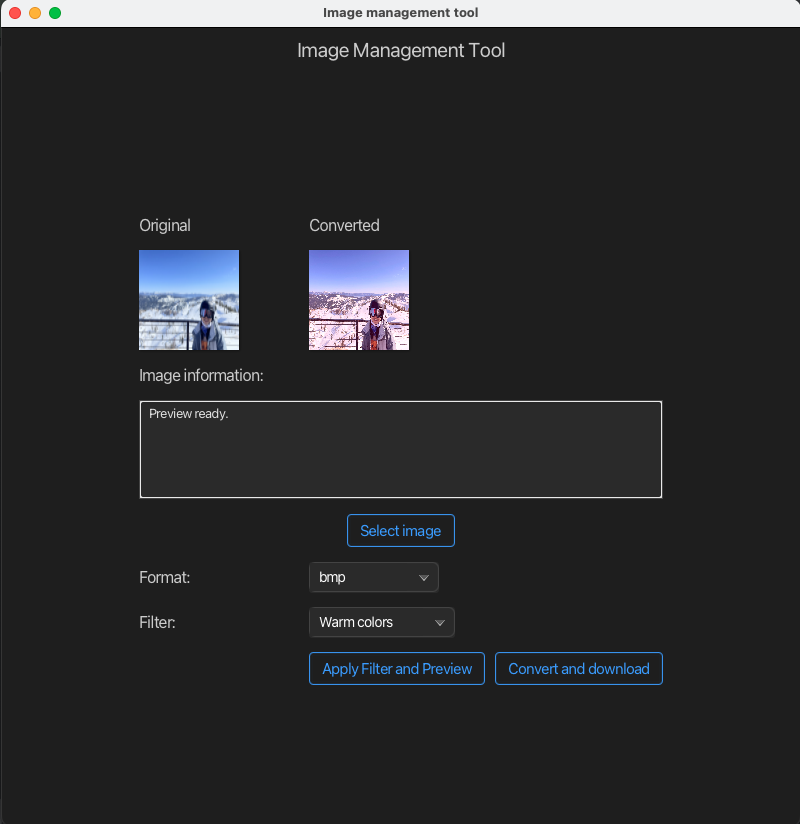 Image management tool
Image Management Tool
Original
Converted
Image information:
Preview ready.
Select image
Format:
bmp
Filter:
Warm colors
Apply Filter and Preview
Convert and download